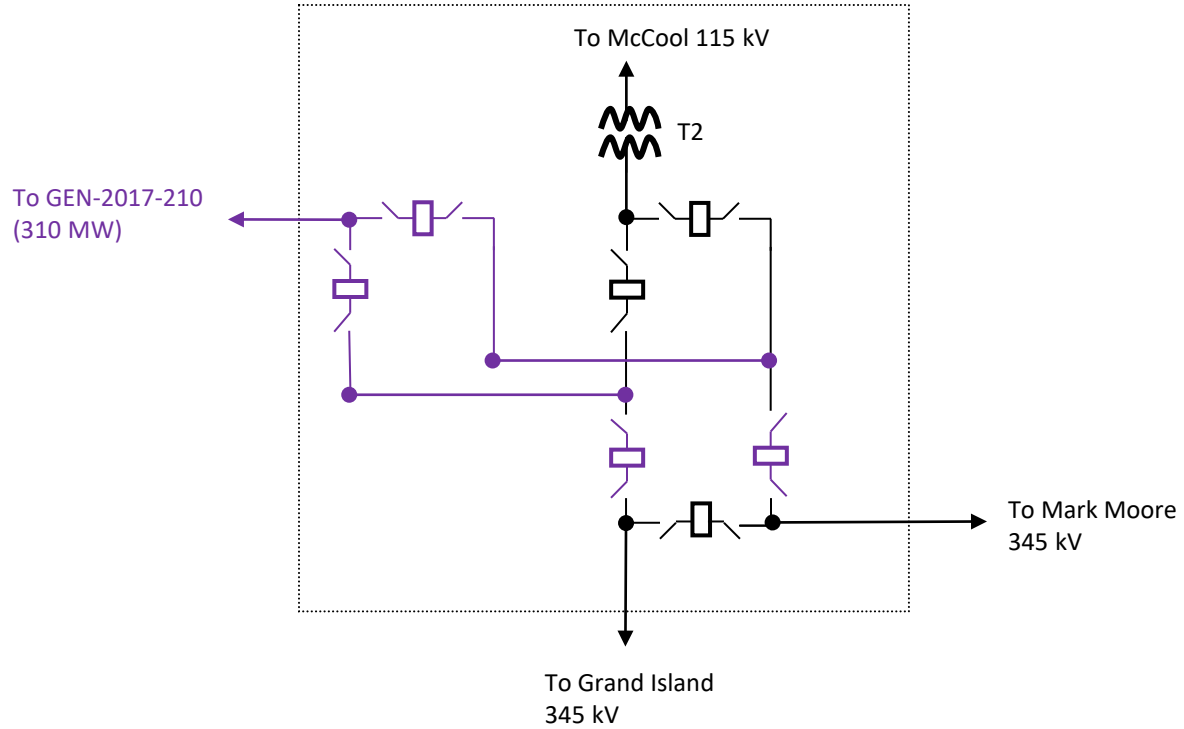 To McCool 115 kV
T2
To GEN-2017-210
(310 MW)
To Mark Moore
345 kV
To Grand Island
345 kV